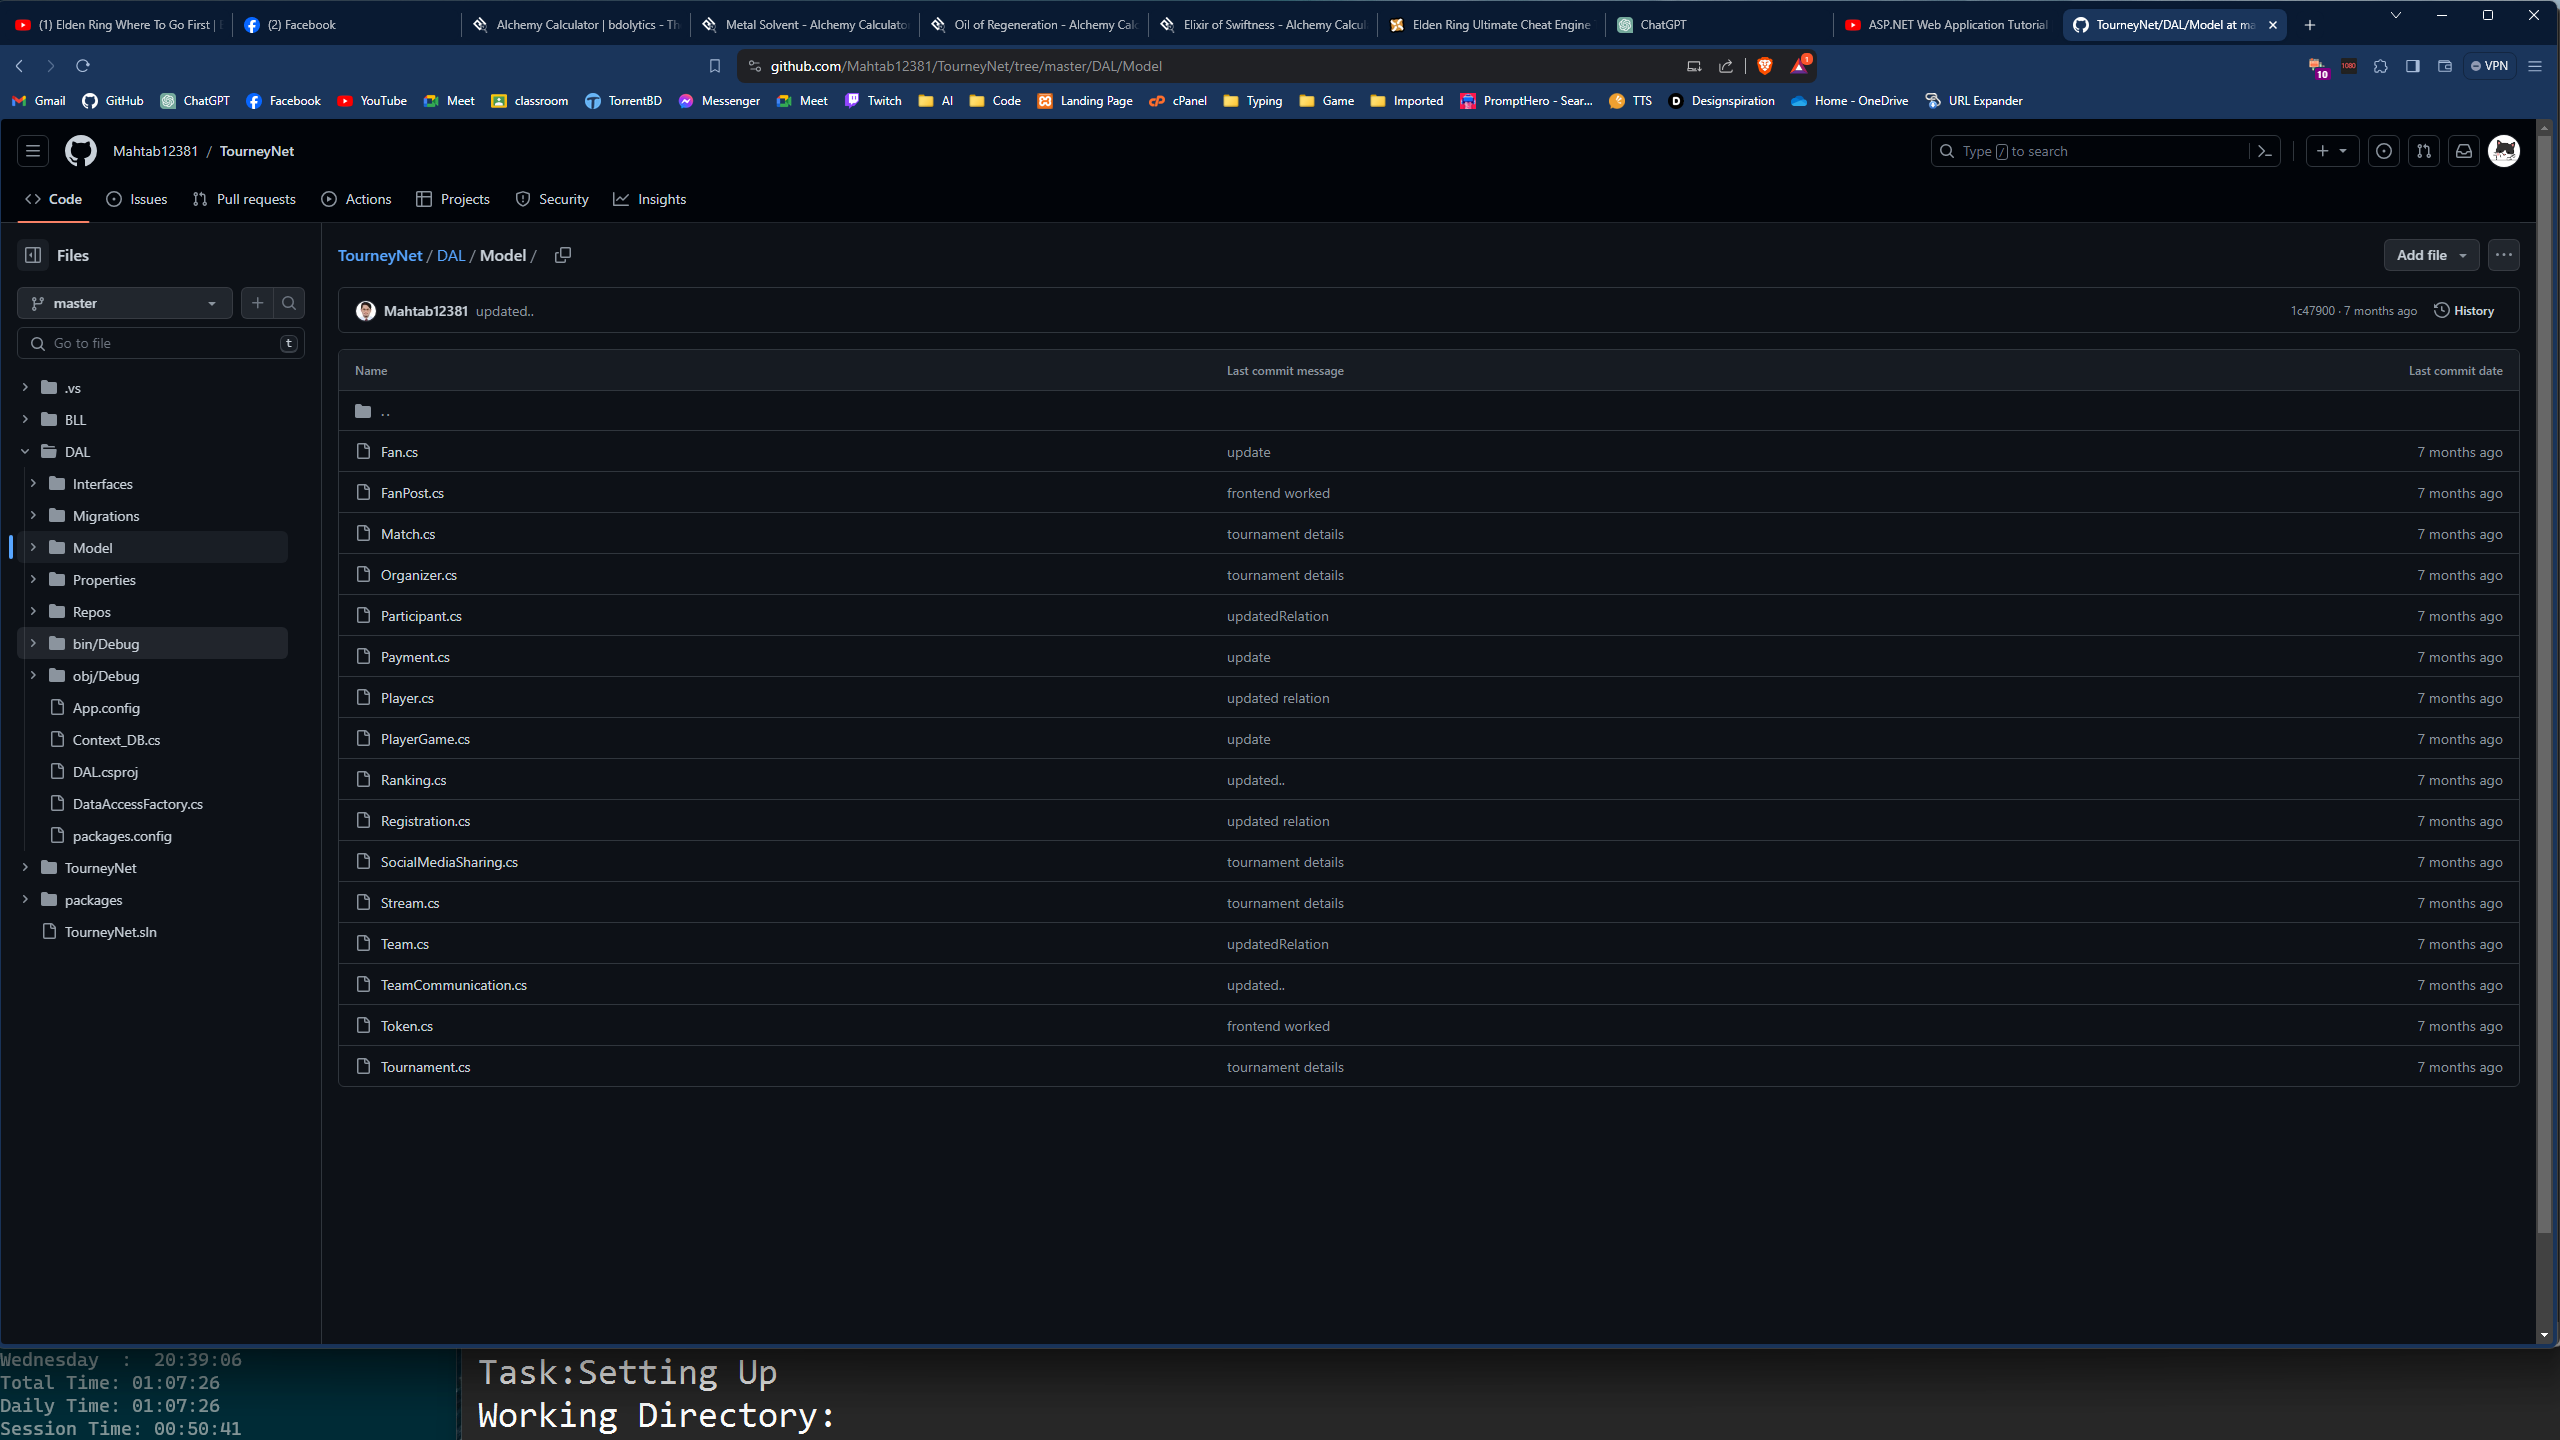 (1) Elden Ring Where To Go First |
(2) Facebook
Alchemy Calculator | bdolytics - Th
Metal Solvent - Alchemy Calculator
Oil of Regeneration - Alchemy Calc
Elixir of Swiftness - Alchemy Calcul
Elden Ring Ultimate Cheat Engine
ChatGPT
ASP.NET Web Application Tutorial
TourneyNet/DAL/Model at ma
github.com/Mahtab12381/TourneyNet/tree/master/DAL/Model
1
10
1080
VPN
Gmail
GitHub
ChatGPT
Facebook
YouTube
Meet
classroom
TorrentBD
Messenger
Meet
Twitch
AI
Code
Landing Page
cPanel
Typing
Game
Imported
PromptHero - Sear...
TTS
Designspiration
Home - OneDrive
URL Expander
Mahtab12381 / TourneyNet
Type / to search
Code
Issues
Pull requests
Actions
Projects
Security
Insights
Files
TourneyNet / DAL / Model /
Add file
master
Mahtab12381 updated..
1c47900 · 7 months ago
History
Go to file
t
Name
Last commit message
Last commit date
.vs
BLL
DAL
Interfaces
Migrations
Model
Properties
Repos
bin/Debug
obj/Debug
App.config
Context_DB.cs
DAL.csproj
DataAccessFactory.cs
packages.config
TourneyNet
packages
TourneyNet.sln
..
Fan.cs update 7 months ago
FanPost.cs frontend worked 7 months ago
Match.cs tournament details 7 months ago
Organizer.cs tournament details 7 months ago
Participant.cs updatedRelation 7 months ago
Payment.cs update 7 months ago
Player.cs updated relation 7 months ago
PlayerGame.cs update 7 months ago
Ranking.cs updated.. 7 months ago
Registration.cs updated relation 7 months ago
SocialMediaSharing.cs tournament details 7 months ago
Stream.cs tournament details 7 months ago
Team.cs updatedRelation 7 months ago
TeamCommunication.cs updated.. 7 months ago
Token.cs frontend worked 7 months ago
Tournament.cs tournament details 7 months ago
Wednesday : 20:39:06
Total Time: 01:07:26
Daily Time: 01:07:26
Session Time: 00:50:41
Task:Setting Up
Working Directory: